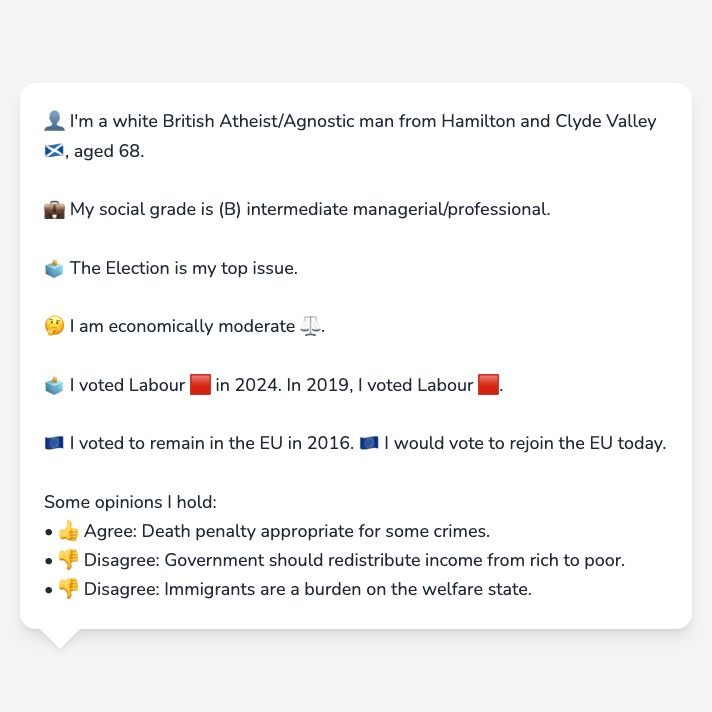 👤 I'm a white British Atheist/Agnostic man from Hamilton and Clyde Valley
🏴󠁧󠁢󠁳󠁣󠁴󠁿, aged 68.
💼 My social grade is (B) intermediate managerial/professional.
🗳️ The Election is my top issue.
🤔 I am economically moderate ⚖️.
🗳️ I voted Labour 🟥 in 2024. In 2019, I voted Labour 🟥.
🇪🇺 I voted to remain in the EU in 2016. 🇪🇺 I would vote to rejoin the EU today.
Some opinions I hold:
• 👍 Agree: Death penalty appropriate for some crimes.
• 👎 Disagree: Government should redistribute income from rich to poor.
• 👎 Disagree: Immigrants are a burden on the welfare state.